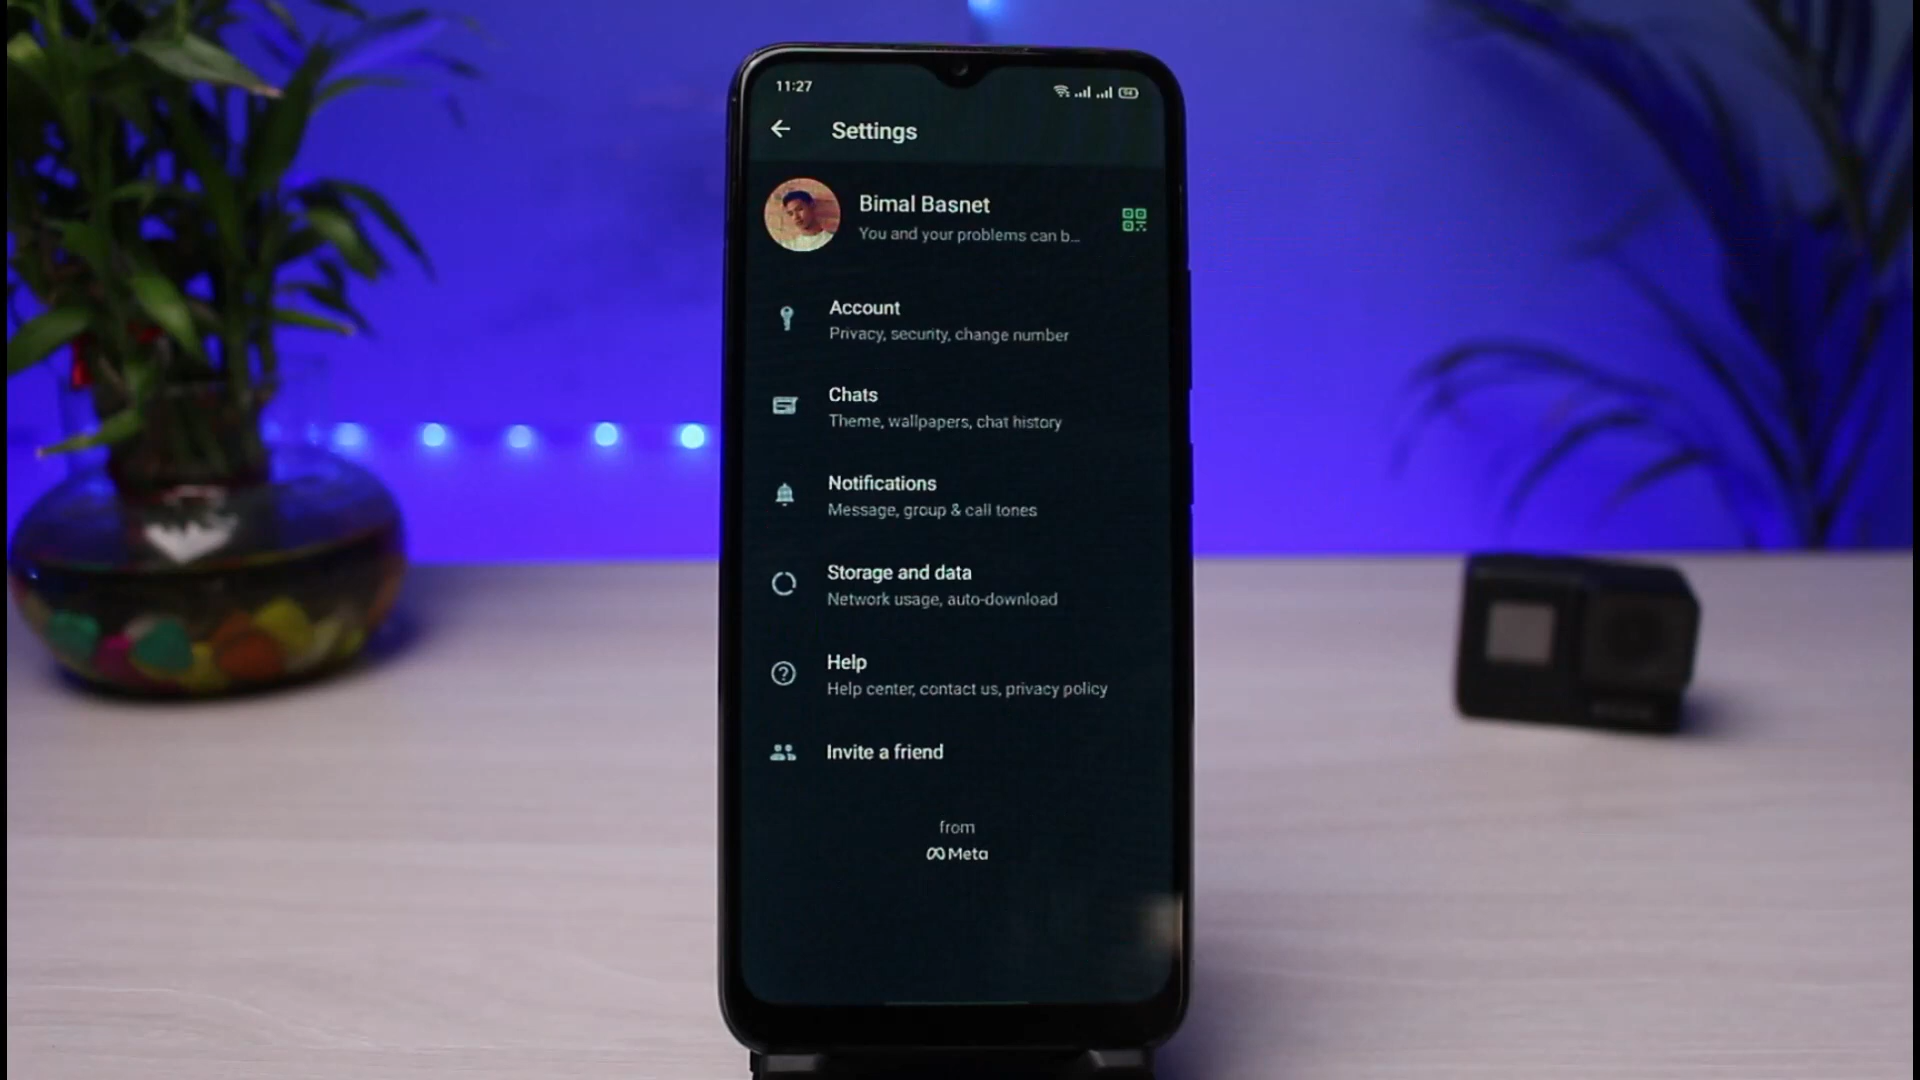 11:27
Settings
Bimal Basnet
You and your problems can b...
Account
Privacy, security, change number
Chats
Theme, wallpapers, chat history
Notifications
Message, group & call tones
Storage and data
Network usage, auto-download
Help
Help center, contact us, privacy policy
Invite a friend
from
Meta